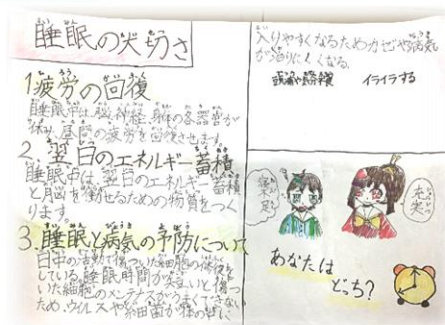 睡眠の大切さ
1.疲労の回復
睡眠中は、脳、神経、身体の各器官が
休み、昼間の疲労を回復させます。
2.翌日のエネルギー蓄積
睡眠中は、翌日のエネルギー蓄積
と脳を働かせるための物質をつく
ります。
3.睡眠と病気の予防について
日中の活動で傷ついた細胞の修復を
している。睡眠時間が短いと傷つ
いた細胞のメンテナンスがうまくできない
ため、ウイルスや細菌が体の中に
入りやすくなるためカゼや病気
が治りにくくなる。
イライラする
寝不足
充実
あなたは
どっち?